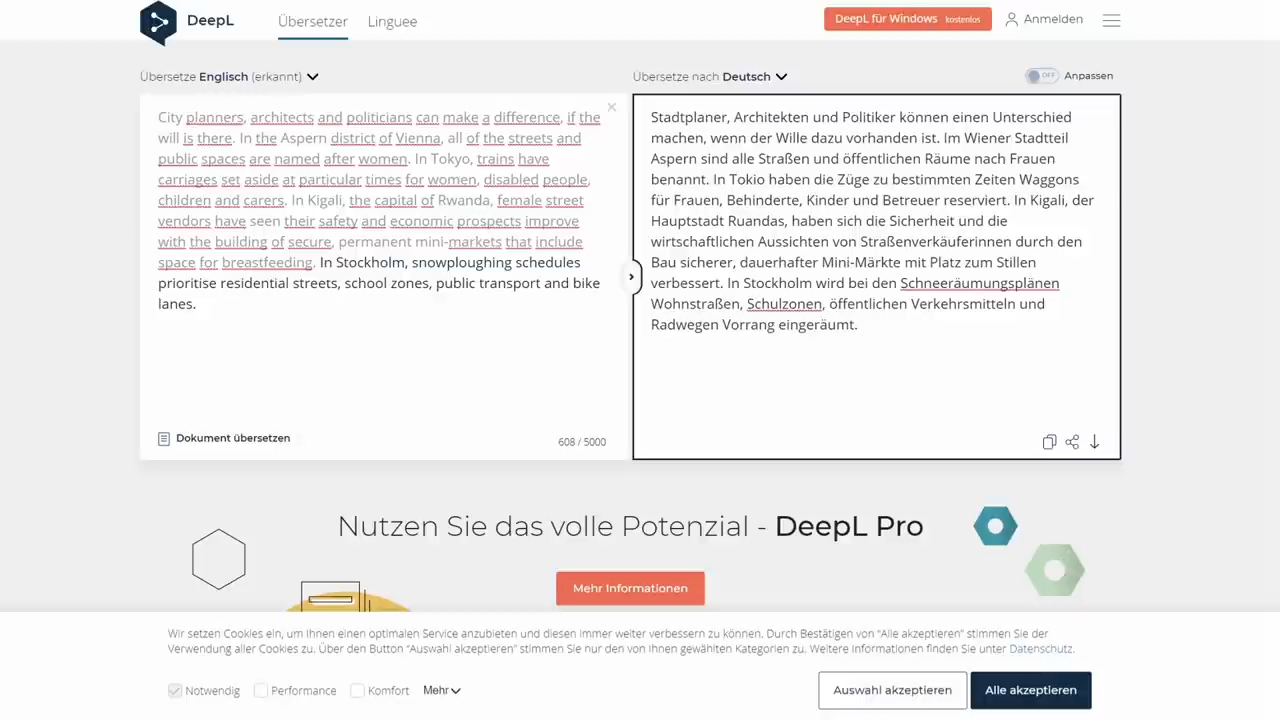 DeepL
Übersetzer
Linguee
DeepL für Windows kostenlos
Anmelden
Übersetze Englisch (erkannt)
Übersetze nach Deutsch
OFF
Anpassen
City planners, architects and politicians can make a difference, if the
will is there. In the Aspern district of Vienna, all of the streets and
public spaces are named after women. In Tokyo, trains have
carriages set aside at particular times for women, disabled people,
children and carers. In Kigali, the capital of Rwanda, female street
vendors have seen their safety and economic prospects improve
with the building of secure, permanent mini-markets that include
space for breastfeeding. In Stockholm, snowploughing schedules
prioritise residential streets, school zones, public transport and bike
lanes.
Dokument übersetzen
608 / 5000
Stadtplaner, Architekten und Politiker können einen Unterschied
machen, wenn der Wille dazu vorhanden ist. Im Wiener Stadtteil
Aspern sind alle Straßen und öffentlichen Räume nach Frauen
benannt. In Tokio haben die Züge zu bestimmten Zeiten Waggons
für Frauen, Behinderte, Kinder und Betreuer reserviert. In Kigali, der
Hauptstadt Ruandas, haben sich die Sicherheit und die
wirtschaftlichen Aussichten von Straßenverkäuferinnen durch den
Bau sicherer, dauerhafter Mini-Märkte mit Platz zum Stillen
verbessert. In Stockholm wird bei den Schneeräumungsplänen
Wohnstraßen, Schulzonen, öffentlichen Verkehrsmitteln und
Radwegen Vorrang eingeräumt.
Nutzen Sie das volle Potenzial - DeepL Pro
Mehr Informationen
Wir setzen Cookies ein, um Ihnen einen optimalen Service anzubieten und diesen immer weiter verbessern zu können. Durch Bestätigen von "Alle akzeptieren" stimmen Sie der
Verwendung aller Cookies zu. Über den Button "Auswahl akzeptieren" stimmen Sie nur den von Ihnen gewählten Kategorien zu. Weitere Informationen finden Sie unter Datenschutz.
Notwendig
Performance
Komfort
Mehr
Auswahl akzeptieren
Alle akzeptieren